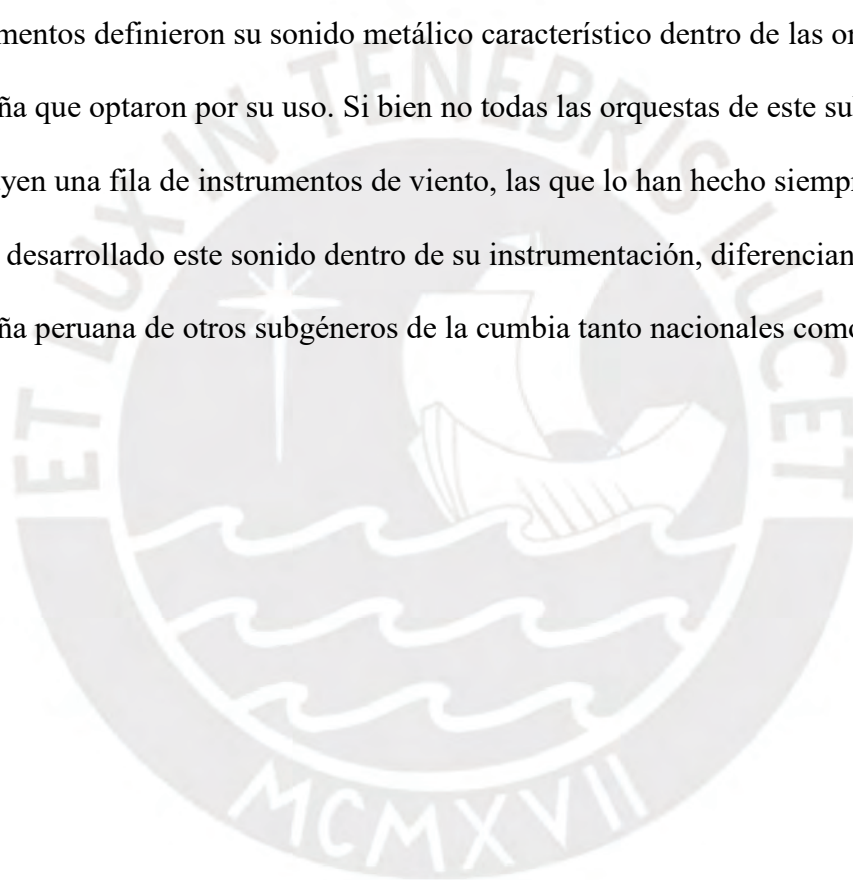 mentos definieron su sonido metálico característico dentro de las or
ña que optaron por su uso. Si bien no todas las orquestas de este su
yen una fila de instrumentos de viento, las que lo han hecho siempr
desarrollado este sonido dentro de su instrumentación, diferencian
ña peruana de otros subgéneros de la cumbia tanto nacionales como
ET LUX IN TENEBRIS LUCET
MCMXVII